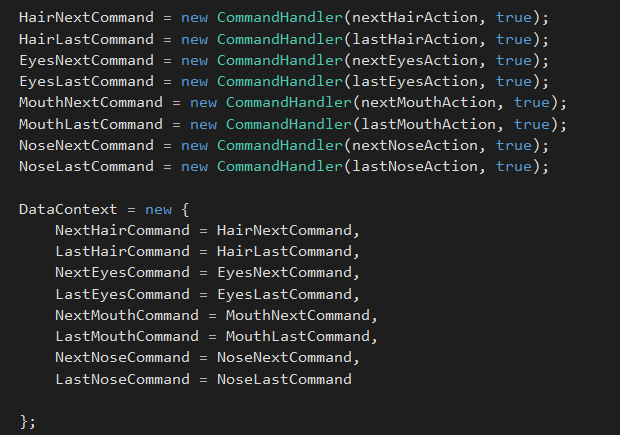 HairNextCommand = new CommandHandler(nextHairAction, true);
HairLastCommand = new CommandHandler(lastHairAction, true);
EyesNextCommand = new CommandHandler(nextEyesAction, true);
EyesLastCommand = new CommandHandler(lastEyesAction, true);
MouthNextCommand = new CommandHandler(nextMouthAction, true);
MouthLastCommand = new CommandHandler(lastMouthAction, true);
NoseNextCommand = new CommandHandler(nextNoseAction, true);
NoseLastCommand = new CommandHandler(lastNoseAction, true);

DataContext = new {
    NextHairCommand = HairNextCommand,
    LastHairCommand = HairLastCommand,
    NextEyesCommand = EyesNextCommand,
    LastEyesCommand = EyesLastCommand,
    NextMouthCommand = MouthNextCommand,
    LastMouthCommand = MouthLastCommand,
    NextNoseCommand = NoseNextCommand,
    LastNoseCommand = NoseLastCommand

};